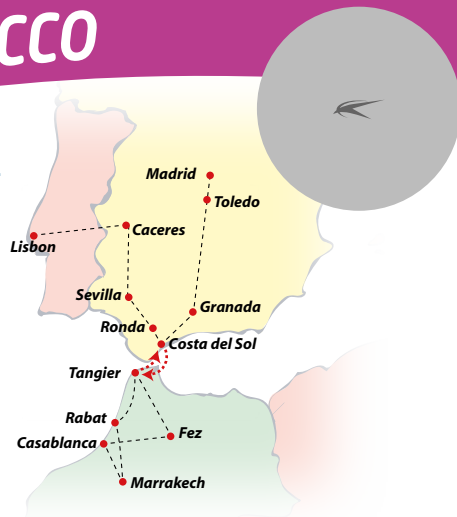 CCO
Madrid
Toledo
Caceres
Lisbon
Sevilla
Granada
Ronda
Costa del Sol
Tangier
Rabat
Fez
Casablanca
Marrakech